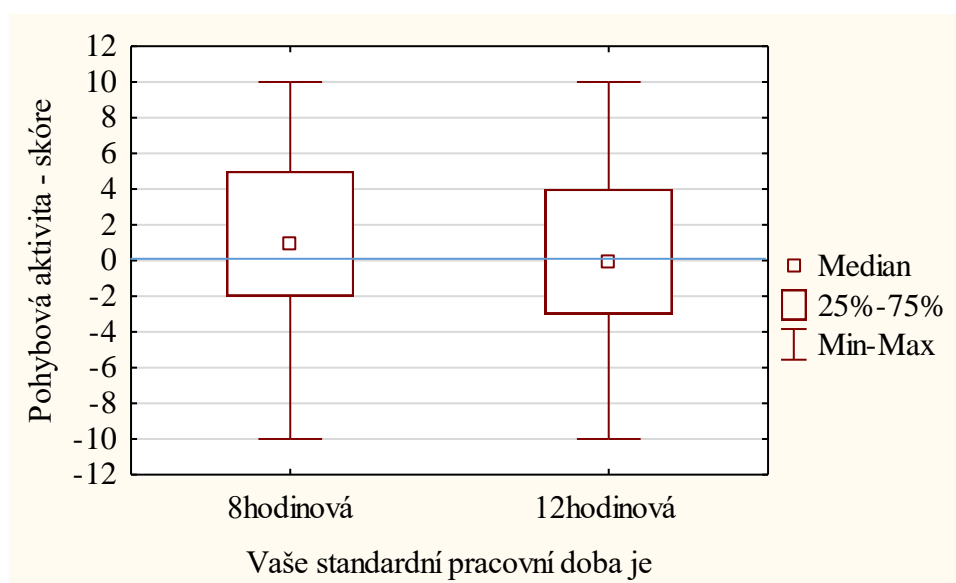 Pohybová aktivita - skóre
12
10
8
6
4
2
0
-2
-4
-6
-8
-10
-12
8hodinová
12hodinová
Vaše standardní pracovní doba je
Median
25%-75%
Min-Max